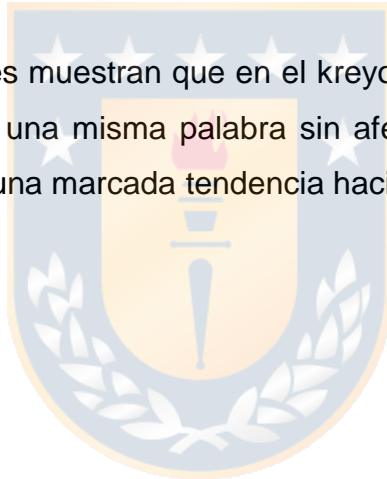 es muestran que en el kreyo
una misma palabra sin afe
una marcada tendencia haci